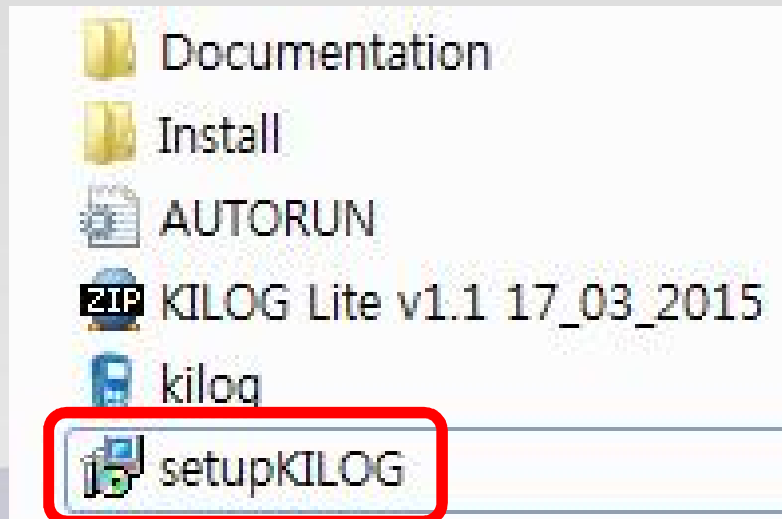 Documentation
Install
AUTORUN
ZIP KILOG Lite v1.1 17_03_2015
kilog
setupKILOG